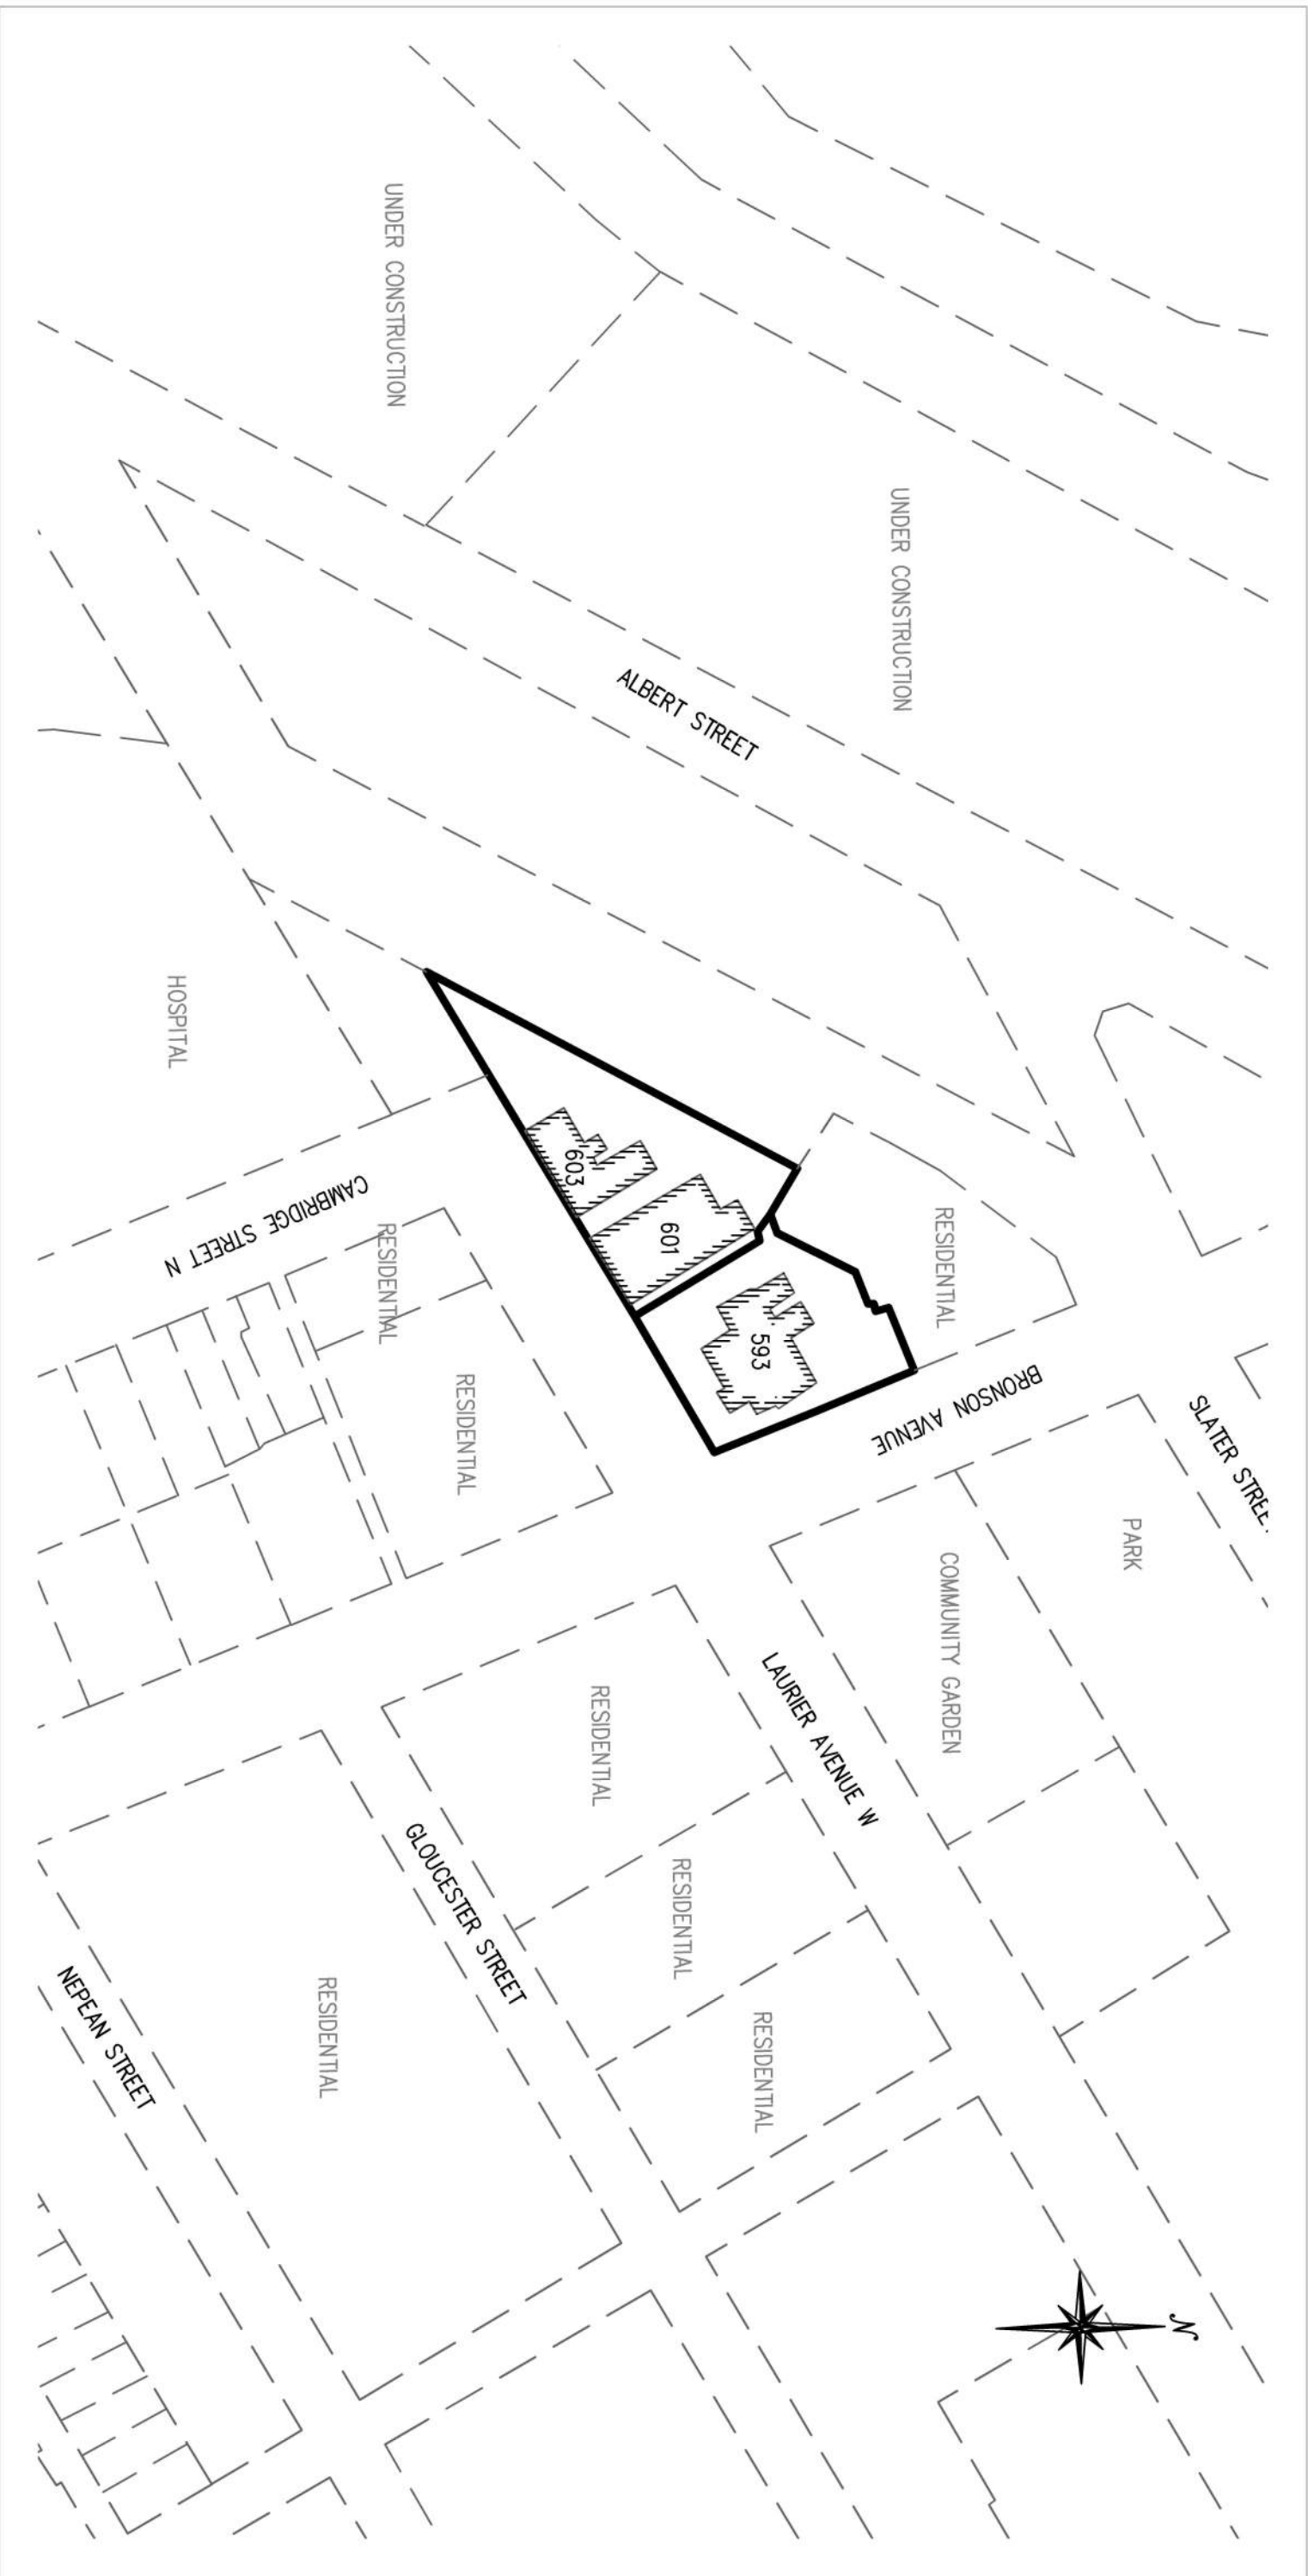 UNDER CONSTRUCTION
UNDER CONSTRUCTION
ALBERT STREET
HOSPITAL
603
601
593
RESIDENTIAL
CAMBRIDGE STREET N
RESIDENTIAL
RESIDENTIAL
BRONSON AVENUE
SLATER STREE
PARK
COMMUNITY GARDEN
LAURIER AVENUE W
RESIDENTIAL
RESIDENTIAL
RESIDENTIAL
GLOUCESTER STREET
RESIDENTIAL
NEPEAN STREET
N